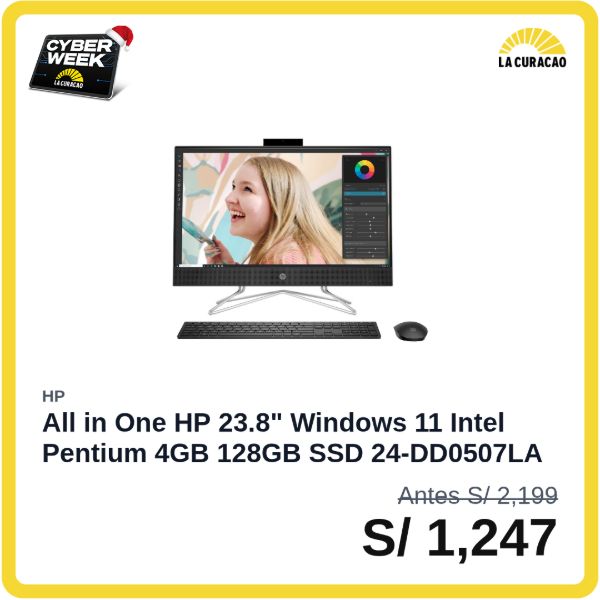 CYBER
WEEK
LA CURACAO
LA CURACAO
HP
All in One HP 23.8" Windows 11 Intel
Pentium 4GB 128GB SSD 24-DD0507LA
Antes S/ 2,199
S/ 1,247